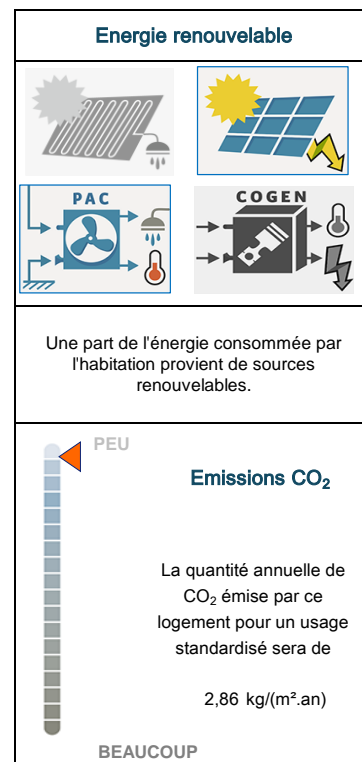 Energie renouvelable
PAC
COGEN
Une part de l'énergie consommée par
l'habitation provient de sources
renouvelables.
PEU
Emissions CO₂
La quantité annuelle de
CO₂ émise par ce
logement pour un usage
standardisé sera de
2,86 kg/(m².an)
BEAUCOUP